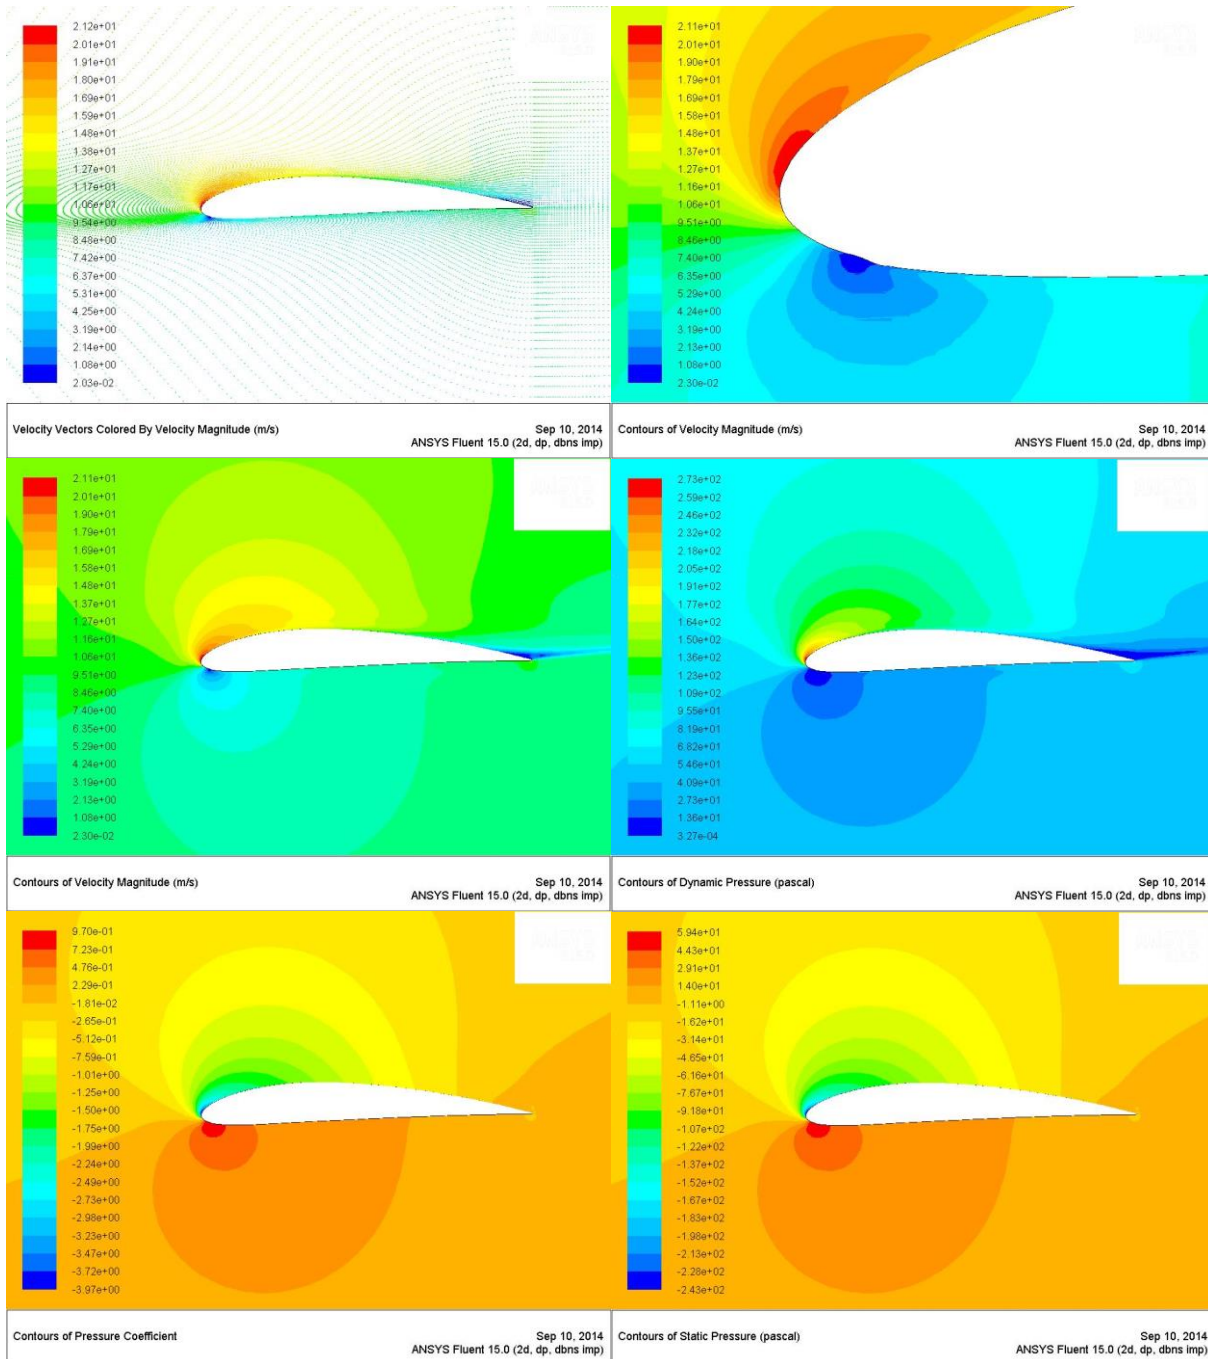 2.12e+01
2.01e+01
1.91e+01
1.80e+01
1.59e+01
1.48e+01
1.38e+01
1.27e+01
1.17e+01
1.06e+01
9.54e+00
8.48e+00
7.42e+00
6.37e+00
5.31e+00
4.25e+00
3.19e+00
2.14e+00
1.08e+00
2.03e-02
Velocity Vectors Colored By Velocity Magnitude (m/s)
Sep 10, 2014
ANSYS Fluent 15.0 (2d, dp, dbns imp)
2.11e+01
2.01e+01
1.90e+01
1.79e+01
1.69e+01
1.58e+01
1.48e+01
1.37e+01
1.27e+01
1.16e+01
1.06e+01
9.51e+00
8.46e+00
7.40e+00
6.35e+00
5.29e+00
4.24e+00
3.19e+00
2.13e+00
1.08e+00
2.30e-02
Contours of Velocity Magnitude (m/s)
Sep 10, 2014
ANSYS Fluent 15.0 (2d, dp, dbns imp)
2.11e+01
2.01e+01
1.90e+01
1.79e+01
1.69e+01
1.58e+01
1.48e+01
1.37e+01
1.27e+01
1.16e+01
1.06e+01
9.51e+00
8.46e+00
7.40e+00
6.35e+00
5.29e+00
4.24e+00
3.19e+00
2.13e+00
1.08e+00
2.30e-02
Contours of Velocity Magnitude (m/s)
Sep 10, 2014
ANSYS Fluent 15.0 (2d, dp, dbns imp)
2.73e+02
2.59e+02
2.46e+02
2.32e+02
2.18e+02
2.05e+02
1.91e+02
1.77e+02
1.64e+02
1.50e+02
1.36e+02
1.23e+02
1.09e+02
9.55e+01
8.19e+01
6.82e+01
5.46e+01
4.09e+01
2.73e+01
1.36e+01
3.27e-04
Contours of Dynamic Pressure (pascal)
Sep 10, 2014
ANSYS Fluent 15.0 (2d, dp, dbns imp)
9.70e-01
7.23e-01
4.76e-01
2.29e-01
-1.81e-02
-2.65e-01
-5.12e-01
-7.59e-01
-1.01e+00
-1.25e+00
-1.50e+00
-1.75e+00
-1.99e+00
-2.24e+00
-2.49e+00
-2.73e+00
-2.98e+00
-3.23e+00
-3.47e+00
-3.72e+00
-3.97e+00
Contours of Pressure Coefficient
Sep 10, 2014
ANSYS Fluent 15.0 (2d, dp, dbns imp)
5.94e+01
4.43e+01
2.91e+01
1.40e+01
-1.11e+00
-1.62e+01
-3.14e+01
-4.65e+01
-6.16e+01
-7.67e+01
-9.18e+01
-1.07e+02
-1.22e+02
-1.37e+02
-1.52e+02
-1.67e+02
-1.83e+02
-1.98e+02
-2.13e+02
-2.28e+02
-2.43e+02
Contours of Static Pressure (pascal)
Sep 10, 2014
ANSYS Fluent 15.0 (2d, dp, dbns imp)